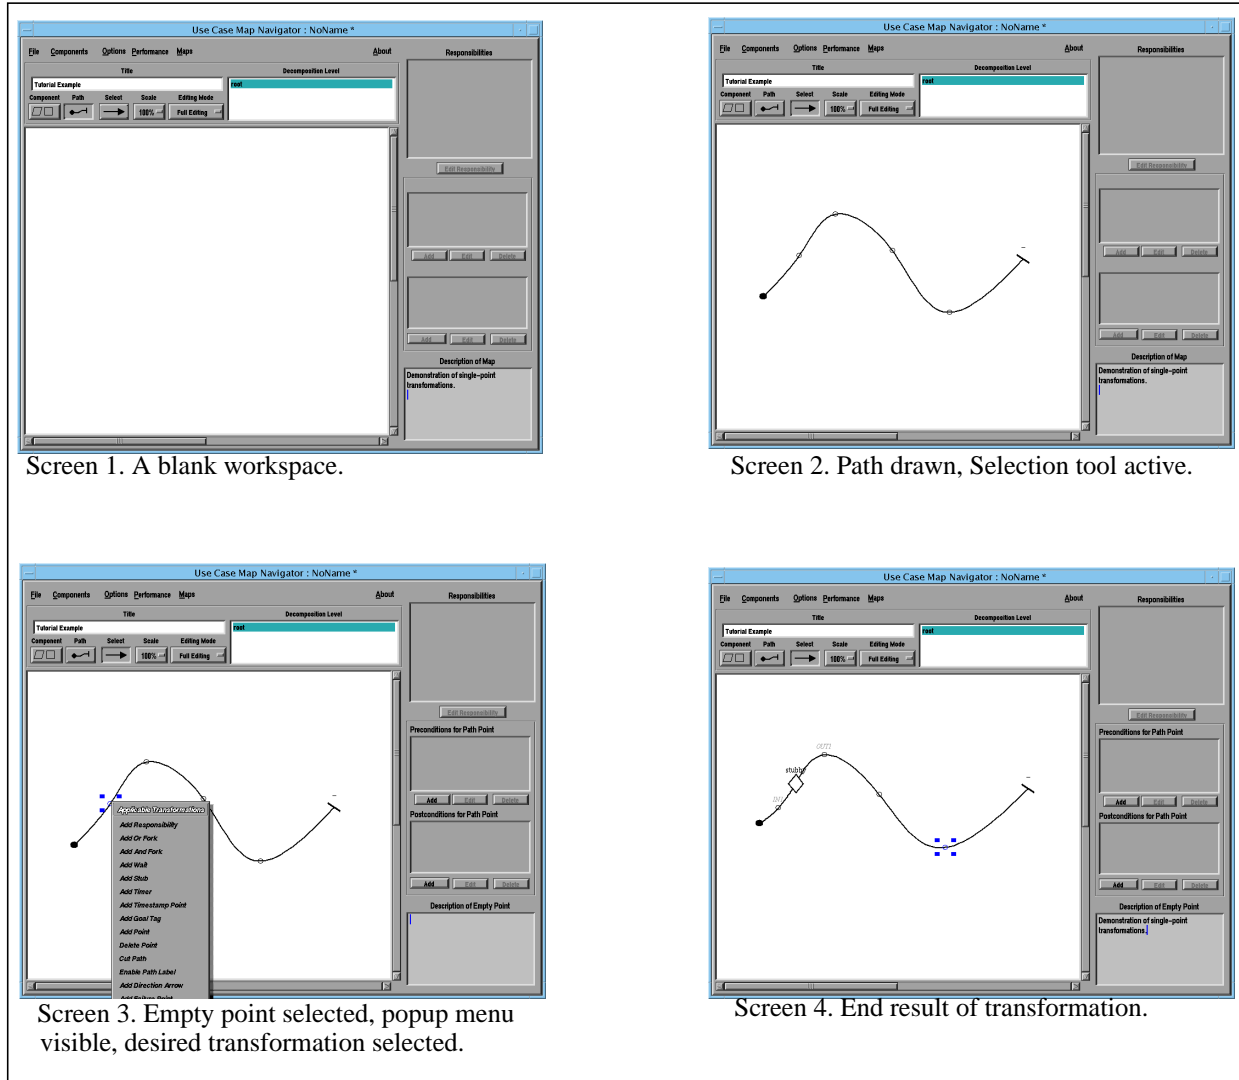 Use Case Map Navigator : NoName *
File Components Options Performance Maps About
Title Decomposition Level Responsibilities
Tutorial Example root
Component Path Select Scale Editing Mode
100% Full Editing
Edit Responsibility
Add Edit Delete
Add Edit Delete
Description of Map
Demonstration of single-point
transformations.
Screen 1. A blank workspace.
Use Case Map Navigator : NoName *
File Components Options Performance Maps About
Title Decomposition Level Responsibilities
Tutorial Example root
Component Path Select Scale Editing Mode
100% Full Editing
Edit Responsibility
Add Edit Delete
Add Edit Delete
Description of Map
Demonstration of single-point
transformations.
Screen 2. Path drawn, Selection tool active.
Use Case Map Navigator : NoName *
File Components Options Performance Maps About
Title Decomposition Level Responsibilities
Tutorial Example root
Component Path Select Scale Editing Mode
100% Full Editing
Edit Responsibility
Preconditions for Path Point
Add Edit Delete
Postconditions for Path Point
Add Edit Delete
Description of Empty Point
Applicable Transformations
Add Responsibility
Add Or Fork
Add And Fork
Add Wait
Add Stub
Add Timer
Add Timestamp Point
Add Goal Tag
Add Point
Delete Point
Cut Path
Enable Path Label
Add Direction Arrow
Add Failure Point
Screen 3. Empty point selected, popup menu
visible, desired transformation selected.
Use Case Map Navigator : NoName *
File Components Options Performance Maps About
Title Decomposition Level Responsibilities
Tutorial Example root
Component Path Select Scale Editing Mode
100% Full Editing
Edit Responsibility
Preconditions for Path Point
Add Edit Delete
Postconditions for Path Point
Add Edit Delete
Description of Empty Point
Demonstration of single-point
transformations.
OUT1
stubby
IN1
Screen 4. End result of transformation.